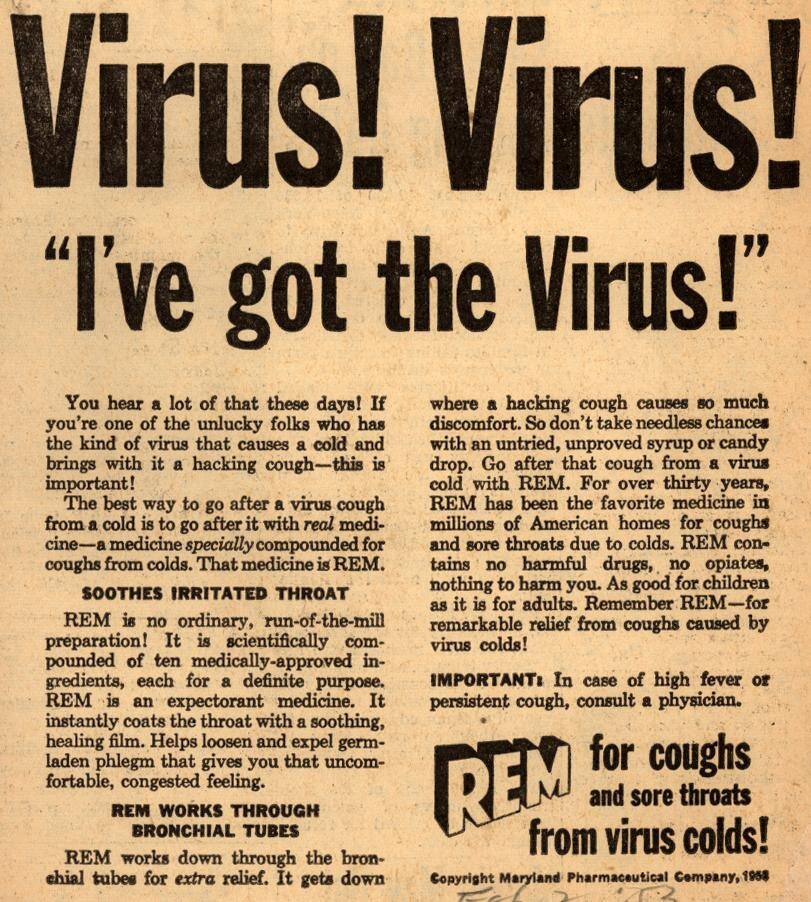 Virus! Virus!
"I've got the Virus!"
You hear a lot of that these days! If
you're one of the unlucky folks who has
the kind of virus that causes a cold and
brings with it a hacking cough—this is
important!
The best way to go after a virus cough
from a cold is to go after it with real medi-
cine—a medicine specially compounded for
coughs from colds. That medicine is REM.
SOOTHES IRRITATED THROAT
REM is no ordinary, run-of-the-mill
preparation! It is scientifically com-
pounded of ten medically-approved in-
gredients, each for a definite purpose.
REM is an expectorant medicine. It
instantly coats the throat with a soothing,
healing film. Helps loosen and expel germ-
laden phlegm that gives you that uncom-
fortable, congested feeling.
REM WORKS THROUGH
BRONCHIAL TUBES
REM works down through the bron-
chial tubes for extra relief. It gets down
where a hacking cough causes so much
discomfort. So don't take needless chances
with an untried, unproved syrup or candy
drop. Go after that cough from a virus
cold with REM. For over thirty years,
REM has been the favorite medicine in
millions of American homes for coughs
and sore throats due to colds. REM con-
tains no harmful drugs, no opiates,
nothing to harm you. As good for children
as it is for adults. Remember REM—for
remarkable relief from coughs caused by
virus colds!
IMPORTANT: In case of high fever or
persistent cough, consult a physician.
REM for coughs
and sore throats
from virus colds!
Copyright Maryland Pharmaceutical Company,